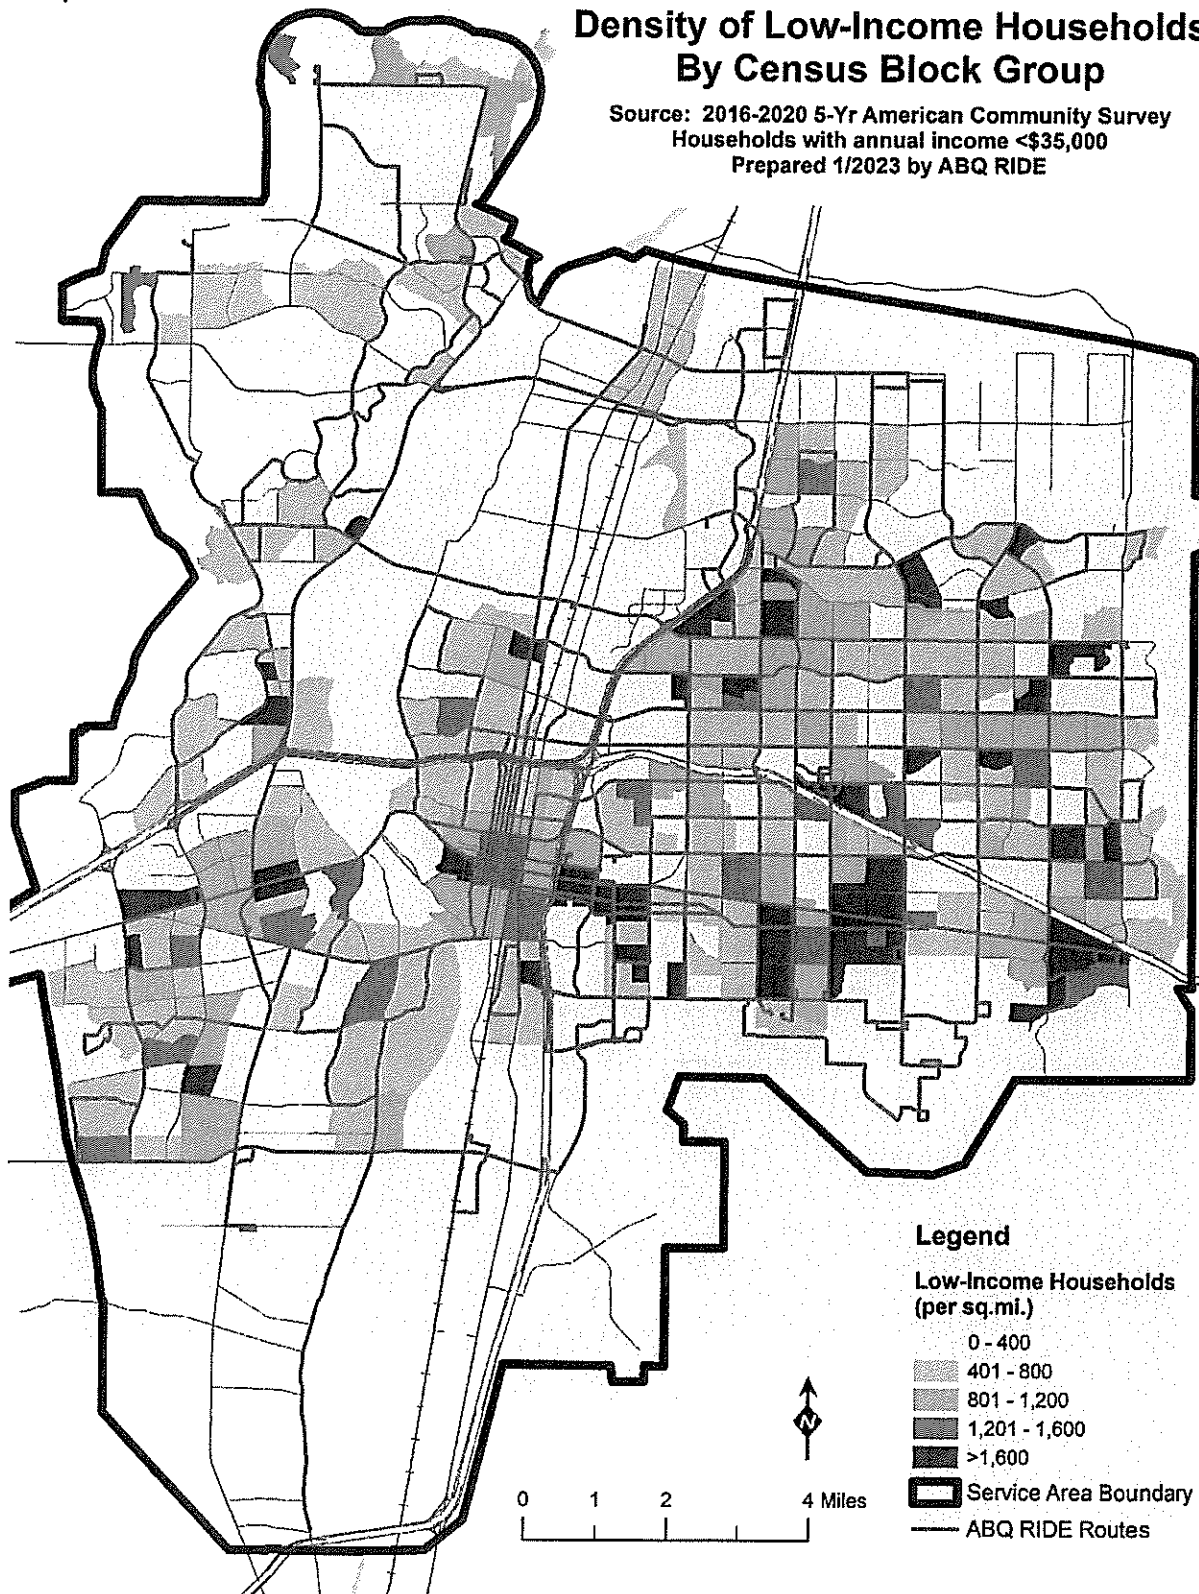 Density of Low-Income Households
By Census Block Group
Source: 2016-2020 5-Yr American Community Survey
Households with annual income <$35,000
Prepared 1/2023 by ABQ RIDE
Legend
Low-Income Households
(per sq.mi.)
0 - 400
401 - 800
801 - 1,200
1,201 - 1,600
>1,600
Service Area Boundary
ABQ RIDE Routes
N
0 1 2 4 Miles